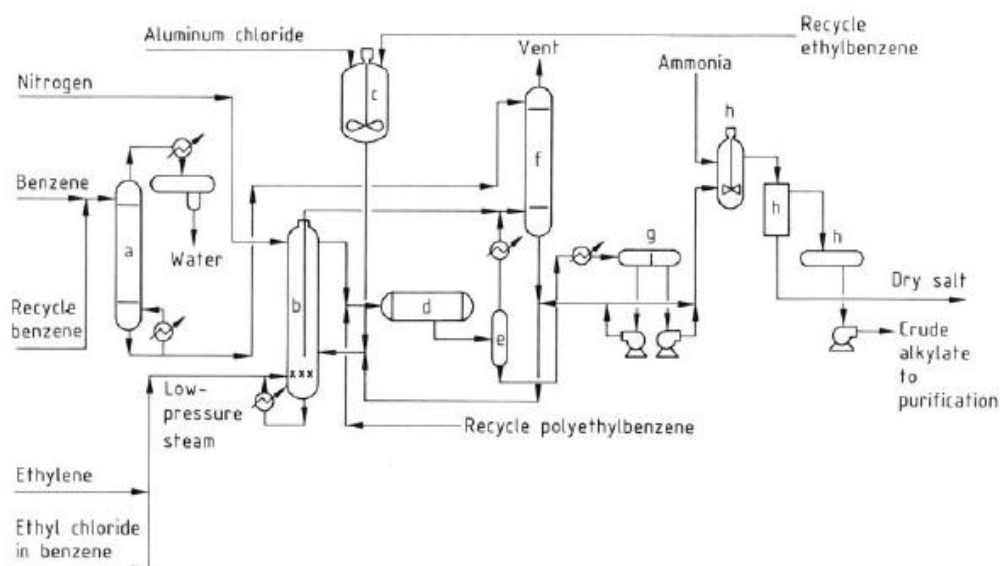 Aluminum chloride
Recycle
ethylbenzene
Vent
Ammonia
Nitrogen
c
h
f
Benzene
h
a
Water
g
h
Dry salt
Recycle
benzene
b
d
e
Crude
alkylate
to
purification
xxx
Low-
pressure
steam
Recycle polyethylbenzene
Ethylene
Ethyl chloride
in benzene